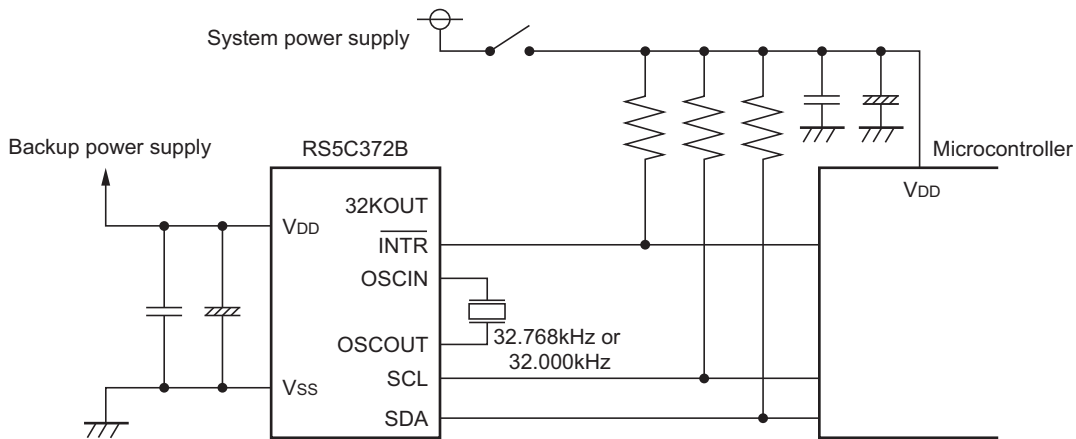 System power supply
Backup power supply
RS5C372B
Microcontroller
VDD
32KOUT
VDD
INTR
OSCIN
OSCOUT
32.768kHz or
32.000kHz
SCL
VSS
SDA